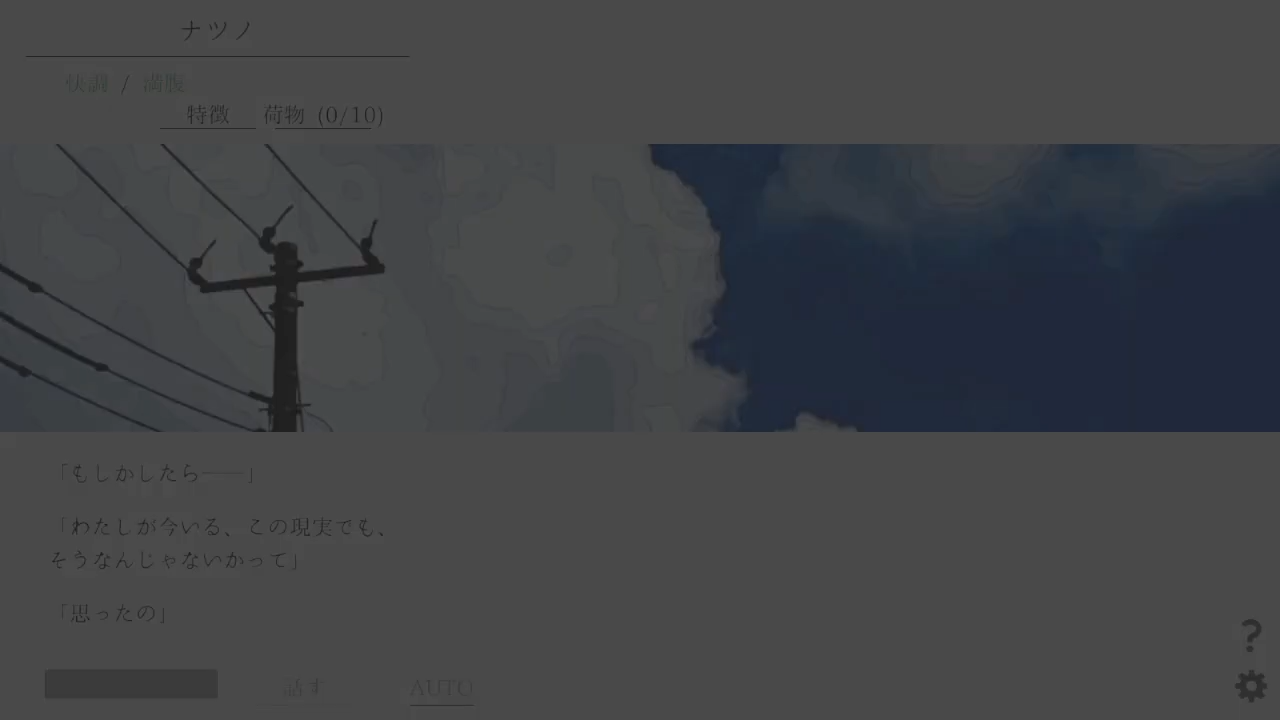 ナツノ
快調 / 満腹
特徴 荷物 (0/10)
「もしかしたら――」
「わたしが今いる、この現実でも、
そうなんじゃないかって」
「思ったの」
話す AUTO
?